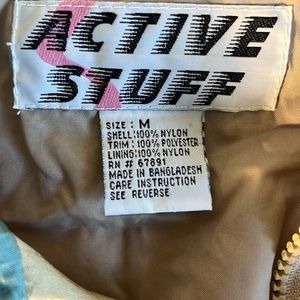 ACTIVE
STUFF
SIZE : M
SHELL:100% NYLON
TRIM : 100% POLYESTER
LINING:100% NYLON
RN # 67891
MADE IN BANGLADESH
CARE INSTRUCTION
SEE REVERSE